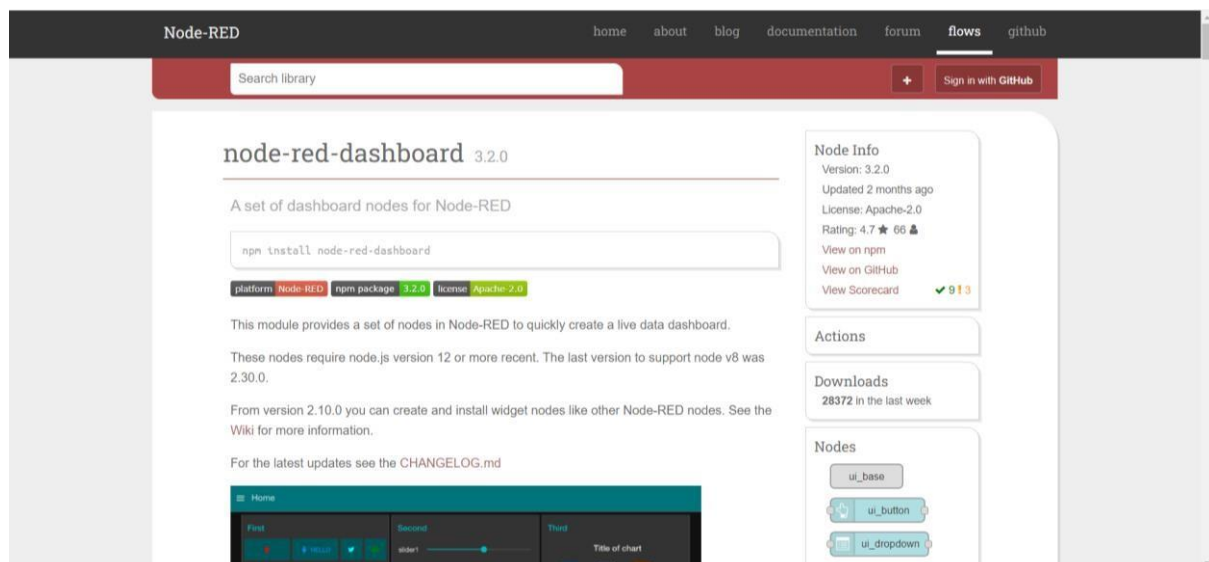 Node-RED
home about blog documentation forum flows github
Search library
+ Sign in with GitHub
node-red-dashboard 3.2.0
A set of dashboard nodes for Node-RED
npm install node-red-dashboard
platform Node-RED npm package 3.2.0 license Apache-2.0
This module provides a set of nodes in Node-RED to quickly create a live data dashboard.
These nodes require node.js version 12 or more recent. The last version to support node v8 was
2.30.0.
From version 2.10.0 you can create and install widget nodes like other Node-RED nodes. See the
Wiki for more information.
For the latest updates see the CHANGELOG.md
Home
First Second Third
HELLO slider1 Title of chart
Node Info
Version: 3.2.0
Updated 2 months ago
License: Apache-2.0
Rating: 4.7 ★ 66
View on npm
View on GitHub
View Scorecard ✔ 9 ! 3
Actions
Downloads
28372 in the last week
Nodes
ui_base
ui_button
ui_dropdown